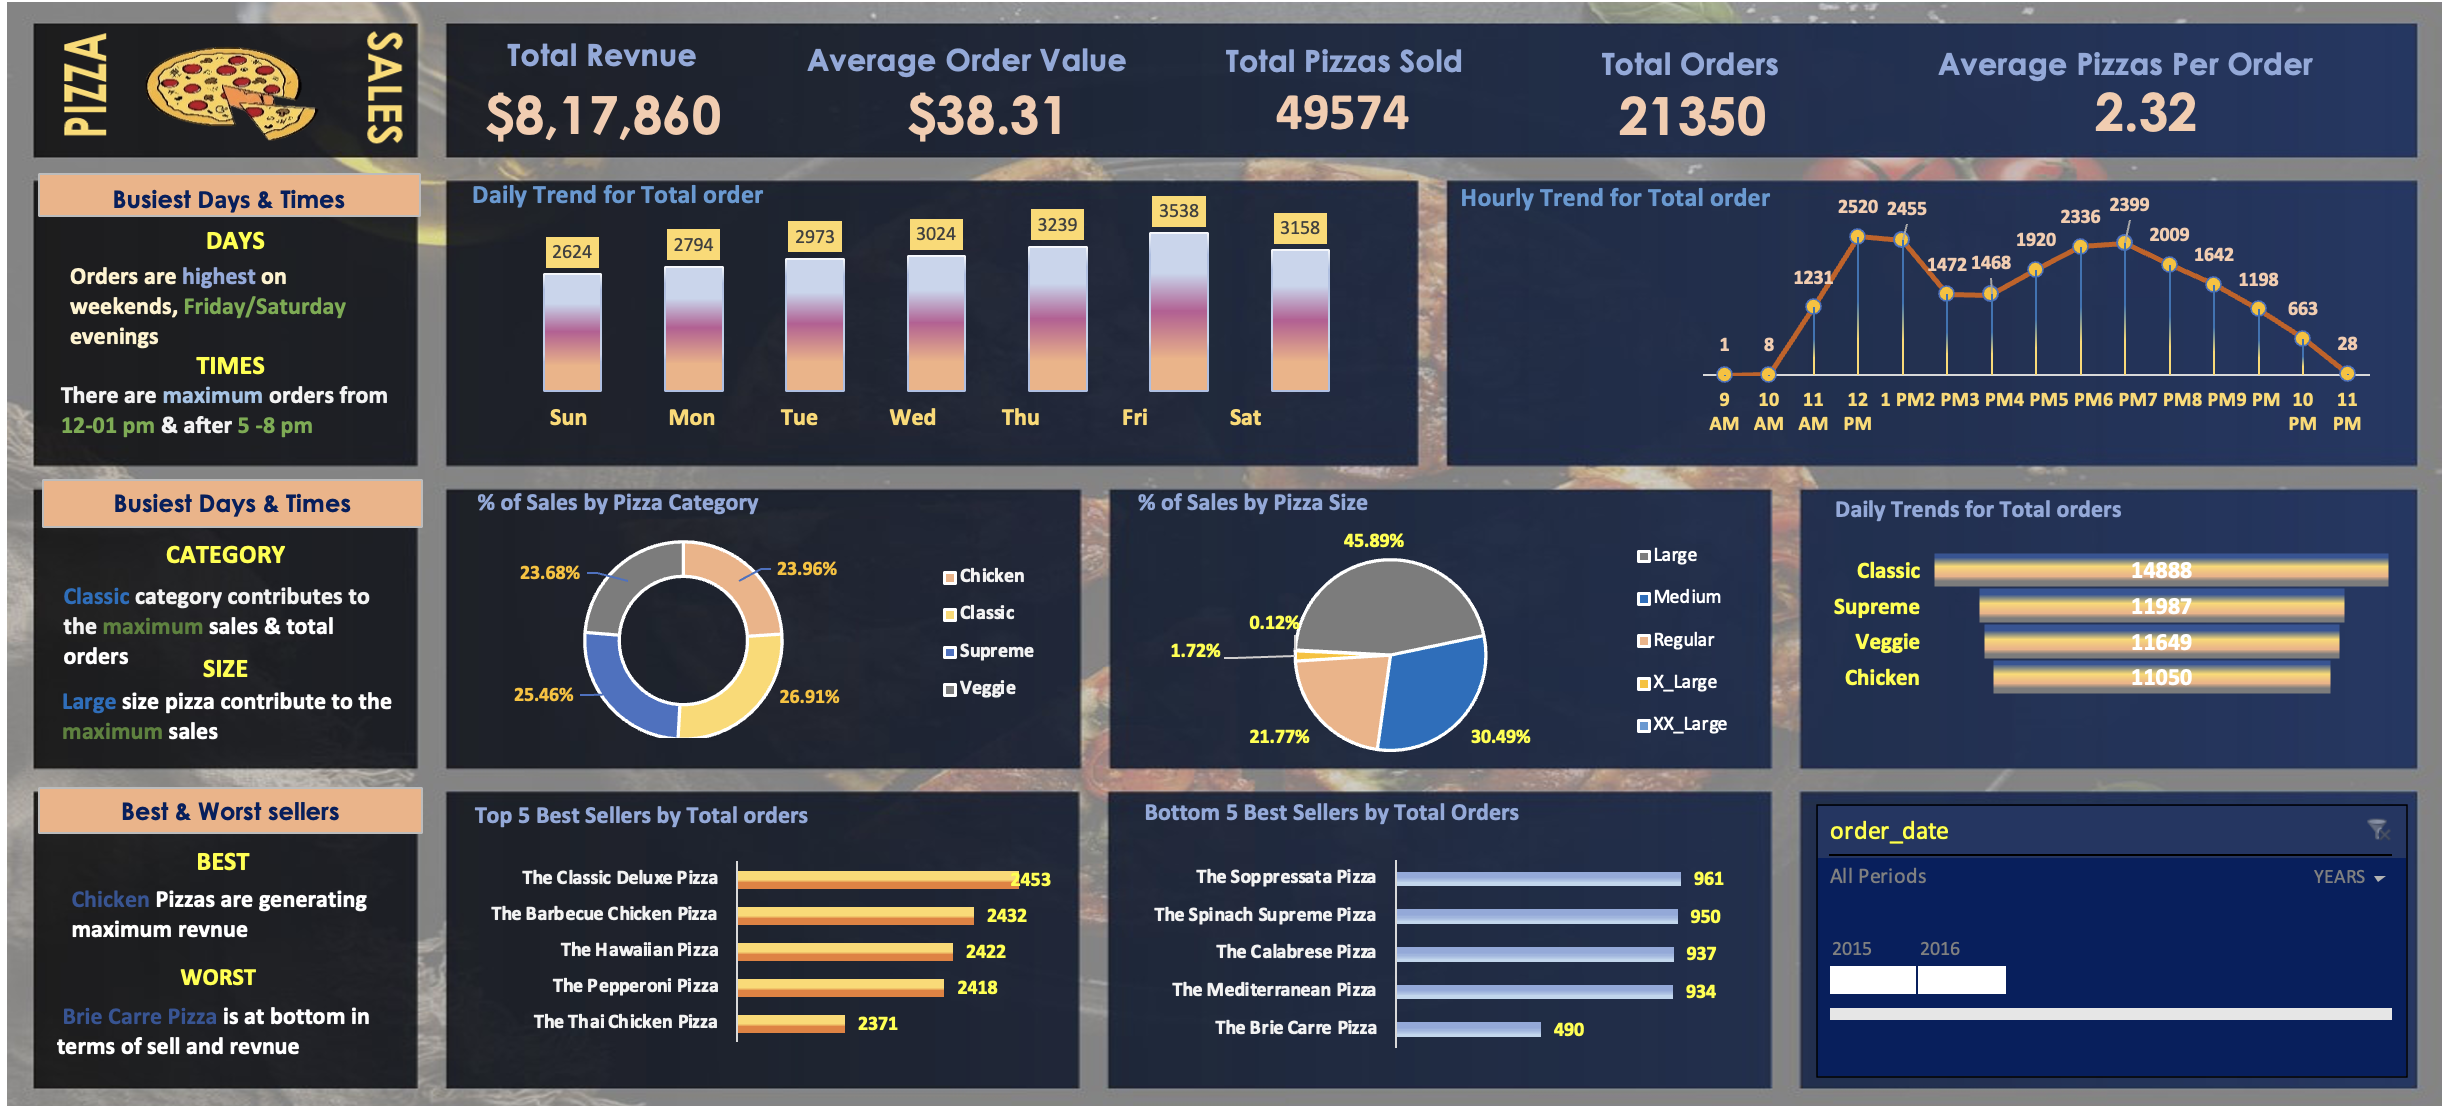 PIZZA
SALES
Total Revnue
$8,17,860
Average Order Value
$38.31
Total Pizzas Sold
49574
Total Orders
21350
Average Pizzas Per Order
2.32
Busiest Days & Times
DAYS
Orders are highest on
weekends, Friday/Saturday
evenings
TIMES
There are maximum orders from
12-01 pm & after 5 -8 pm
Daily Trend for Total order
2624
2794
2973
3024
3239
3538
3158
Sun
Mon
Tue
Wed
Thu
Fri
Sat
Hourly Trend for Total order
1
8
1231
2520
2455
1472
1468
1920
2336
2399
2009
1642
1198
663
28
9 AM
10 AM
11 AM
12 PM
1 PM
2 PM
3 PM
4 PM
5 PM
6 PM
7 PM
8 PM
9 PM
10 PM
11 PM
Busiest Days & Times
CATEGORY
Classic category contributes to
the maximum sales & total
orders
SIZE
Large size pizza contribute to the
maximum sales
% of Sales by Pizza Category
23.68%
23.96%
25.46%
26.91%
Chicken
Classic
Supreme
Veggie
% of Sales by Pizza Size
45.89%
0.12%
1.72%
21.77%
30.49%
Large
Medium
Regular
X_Large
XX_Large
Daily Trends for Total orders
Classic 14888
Supreme 11987
Veggie 11649
Chicken 11050
Best & Worst sellers
BEST
Chicken Pizzas are generating
maximum revnue
WORST
Brie Carre Pizza is at bottom in
terms of sell and revnue
Top 5 Best Sellers by Total orders
The Classic Deluxe Pizza 2453
The Barbecue Chicken Pizza 2432
The Hawaiian Pizza 2422
The Pepperoni Pizza 2418
The Thai Chicken Pizza 2371
Bottom 5 Best Sellers by Total Orders
The Soppressata Pizza 961
The Spinach Supreme Pizza 950
The Calabrese Pizza 937
The Mediterranean Pizza 934
The Brie Carre Pizza 490
order_date
All Periods
YEARS
2015
2016